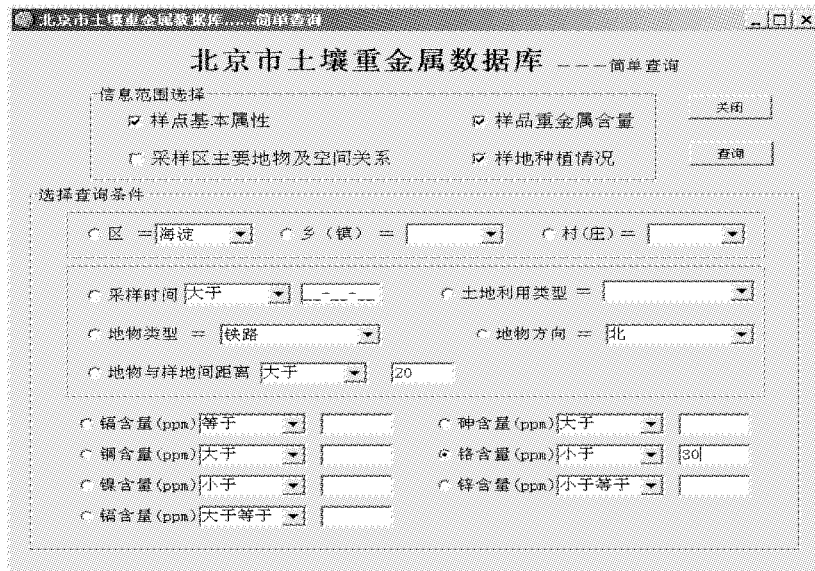 北京市土壤重金属数据库......简单查询
北京市土壤重金属数据库 ---简单查询
信息范围选择
样点基本属性 样品重金属含量 关闭
采样区主要地物及空间关系 样地种植情况 查询
选择查询条件
区 = 海淀 乡（镇）= 村(庄)=
采样时间 大于 __-__-__ 土地利用类型 =
地物类型 = 铁路 地物方向 = 北
地物与样地间距离 大于 20
镉含量(ppm) 等于 砷含量(ppm) 大于
铜含量(ppm) 大于 铬含量(ppm) 小于 30
镍含量(ppm) 小于 锌含量(ppm) 小于等于
镉含量(ppm) 大于等于